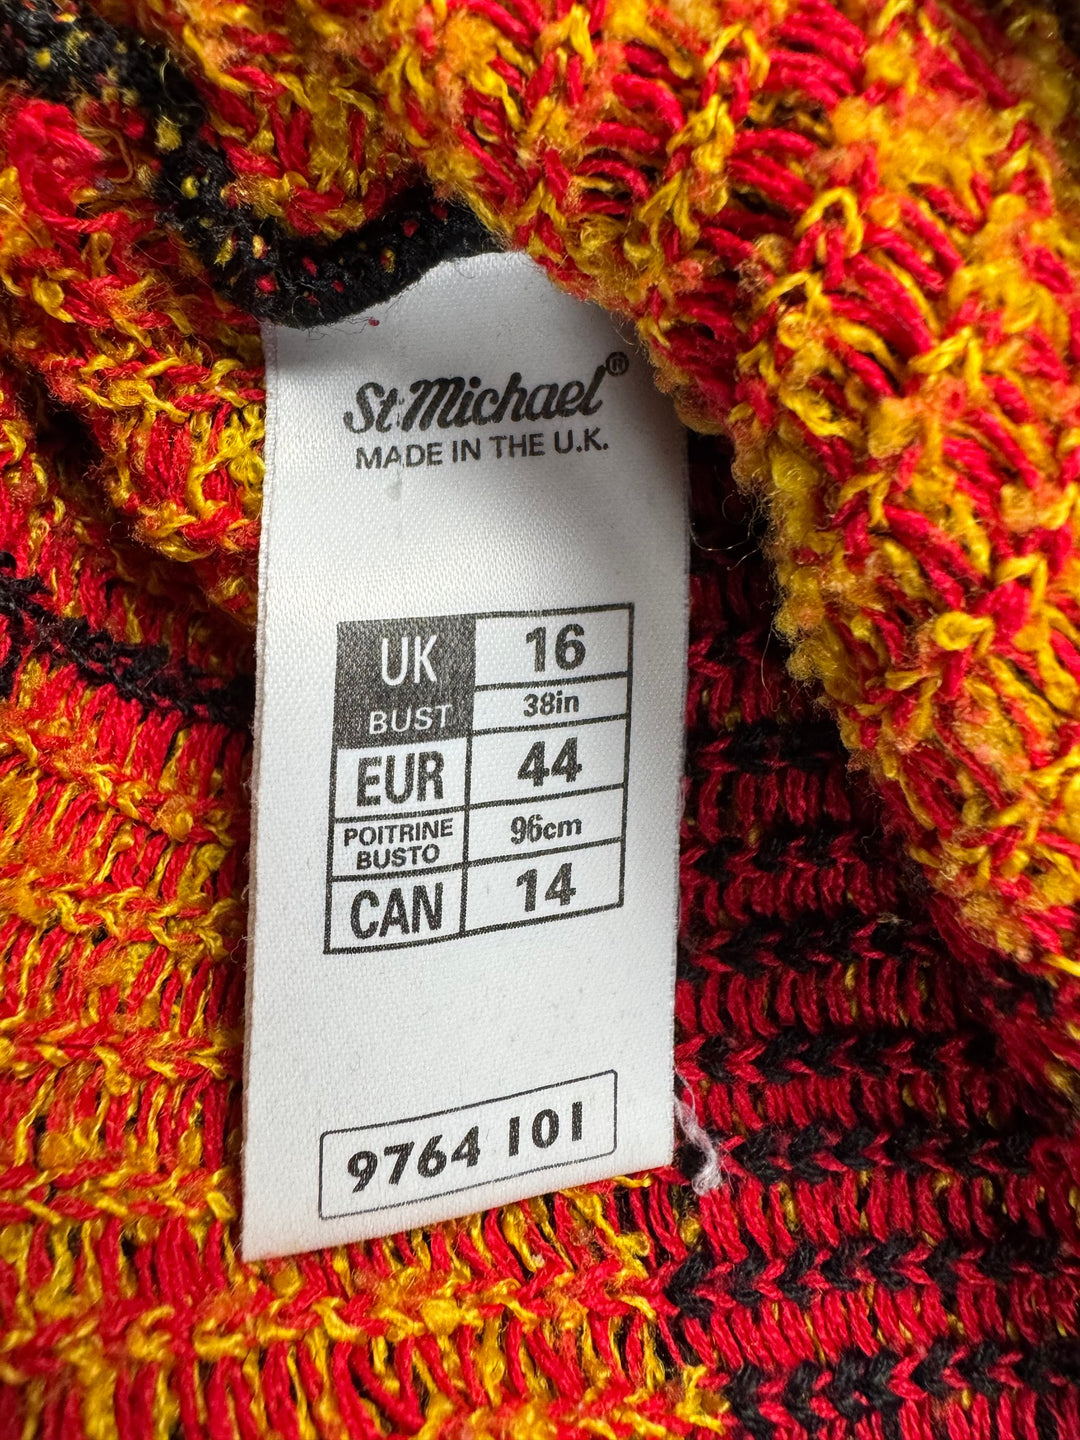 St Michael®
MADE IN THE U.K.
UK 16
BUST 38in
EUR 44
POITRINE
BUSTO 96cm
CAN 14
9764 101